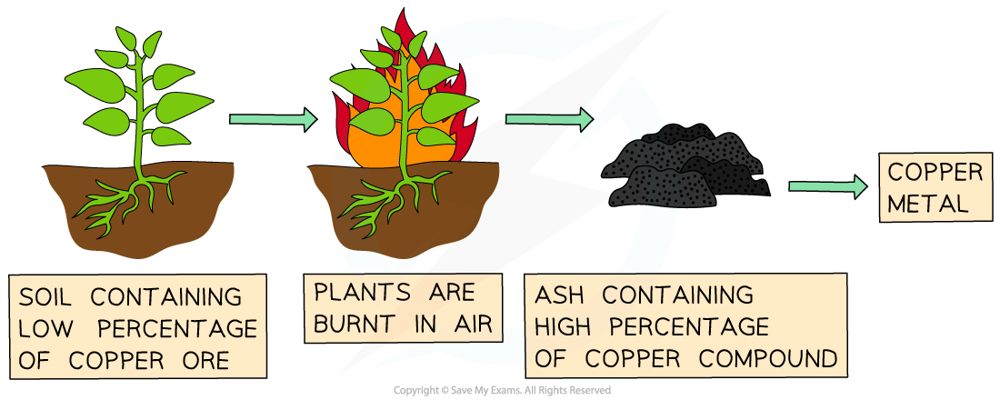 SOIL CONTAINING
LOW PERCENTAGE
OF COPPER ORE
PLANTS ARE
BURNT IN AIR
ASH CONTAINING
HIGH PERCENTAGE
OF COPPER COMPOUND
COPPER
METAL
Copyright © Save My Exams. All Rights Reserved